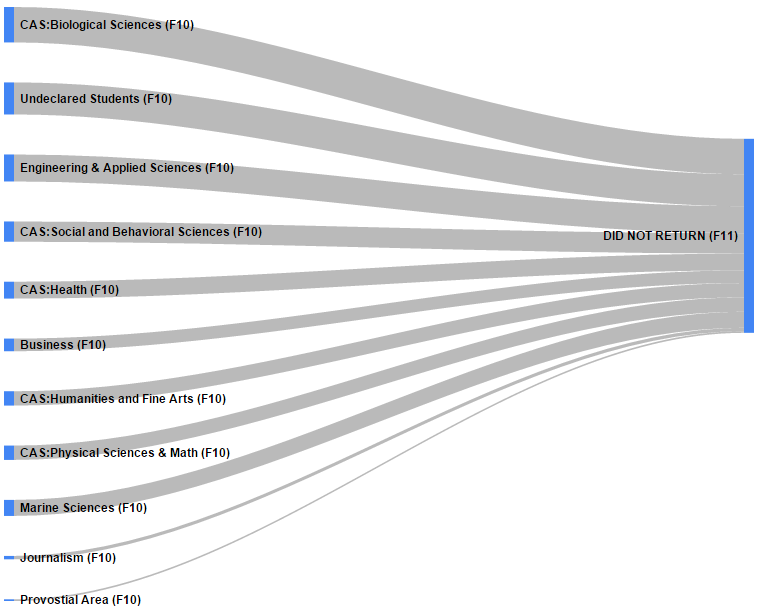 CAS:Biological Sciences (F10)
Undeclared Students (F10)
Engineering & Applied Sciences (F10)
CAS:Social and Behavioral Sciences (F10)
DID NOT RETURN (F11)
CAS:Health (F10)
Business (F10)
CAS:Humanities and Fine Arts (F10)
CAS:Physical Sciences & Math (F10)
Marine Sciences (F10)
Journalism (F10)
Provostial Area (F10)